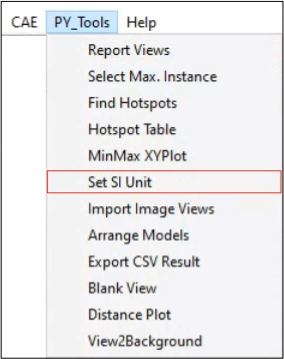 CAE PY_Tools Help
Report Views
Select Max. Instance
Find Hotspots
Hotspot Table
MinMax XYPlot
Set SI Unit
Import Image Views
Arrange Models
Export CSV Result
Blank View
Distance Plot
View2Background